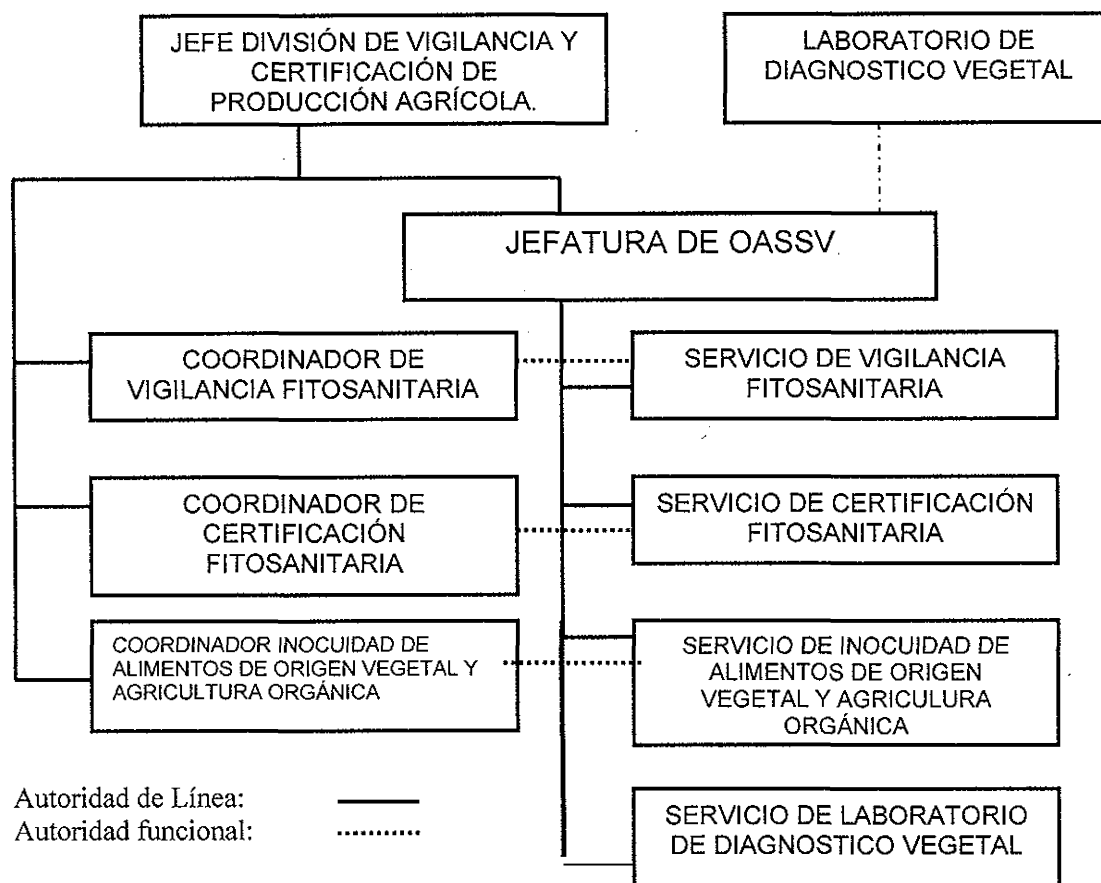 JEFE DIVISIÓN DE VIGILANCIA Y
CERTIFICACIÓN DE
PRODUCCIÓN AGRÍCOLA.
LABORATORIO DE
DIAGNOSTICO VEGETAL
JEFATURA DE OASSV
COORDINADOR DE
VIGILANCIA FITOSANITARIA
SERVICIO DE VIGILANCIA
FITOSANITARIA
COORDINADOR DE
CERTIFICACIÓN
FITOSANITARIA
SERVICIO DE CERTIFICACIÓN
FITOSANITARIA
COORDINADOR INOCUIDAD DE
ALIMENTOS DE ORIGEN VEGETAL Y
AGRICULTURA ORGÁNICA
SERVICIO DE INOCUIDAD DE
ALIMENTOS DE ORIGEN
VEGETAL Y AGRICULURA
ORGÁNICA
Autoridad de Línea:
Autoridad funcional:
SERVICIO DE LABORATORIO
DE DIAGNOSTICO VEGETAL